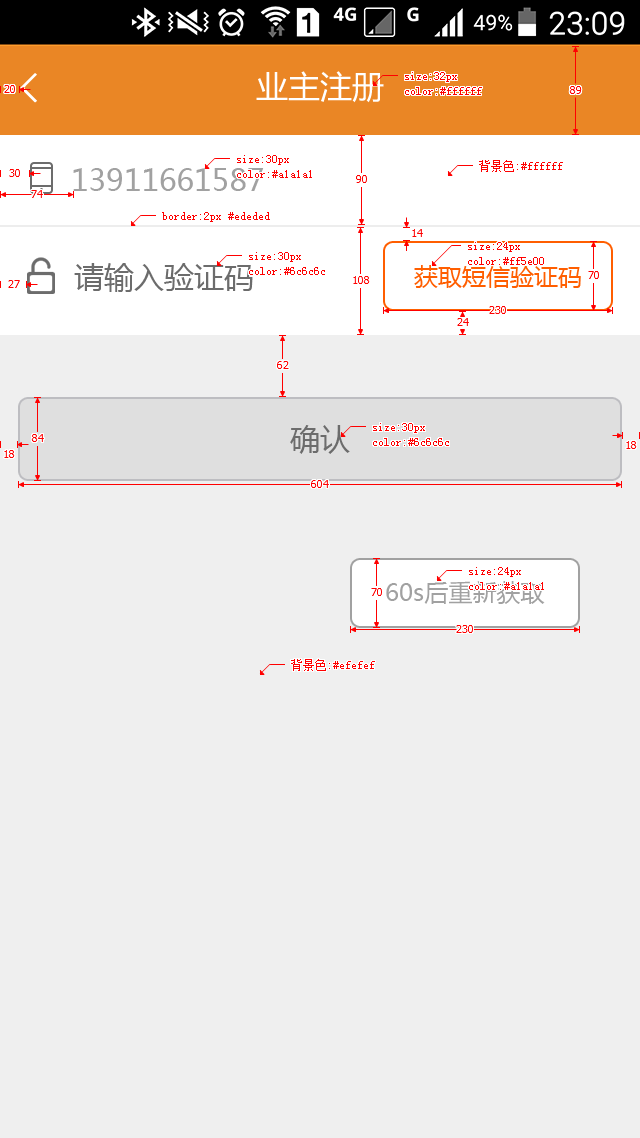 4G G 49% 23:09
20 业主注册 size:32px
color:#ffffff 89
30 13911661587 size:30px
color:#a1a1a1 90 背景色:#ffffff
74
border:2px #ededed
14
27 请输入验证码 size:30px
color:#6c6c6c 108 获取短信验证码 size:24px
color:#ff5e00 70
230
24
62
84 确认 size:30px
color:#6c6c6c
18 18
604
70 60s后重新获取 size:24px
color:#a1a1a1
230
背景色:#efefef